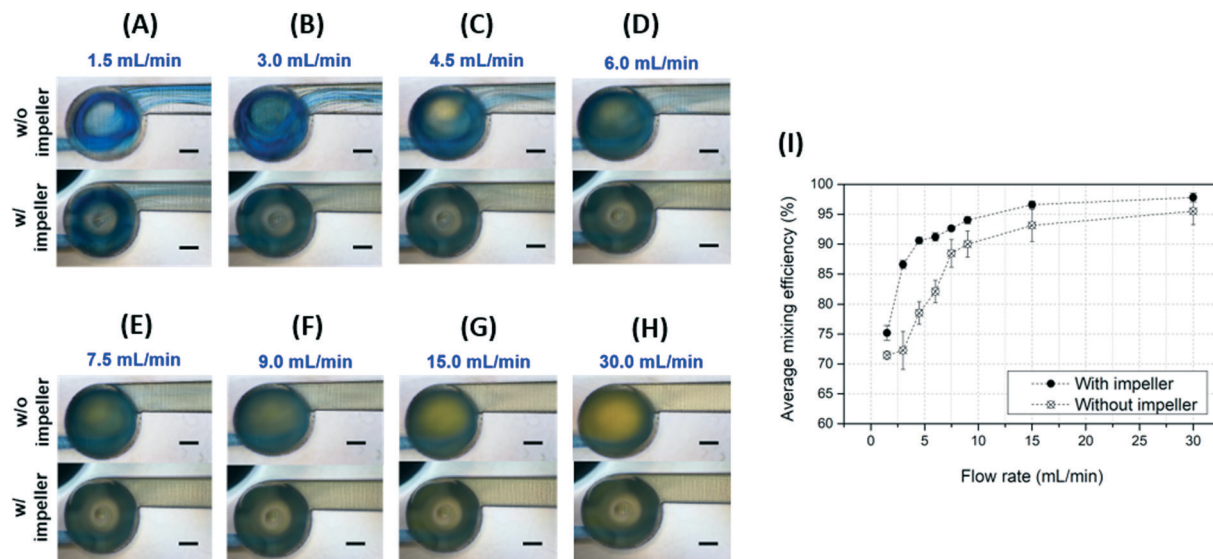 (A) (B) (C) (D)
1.5 mL/min 3.0 mL/min 4.5 mL/min 6.0 mL/min
w/o
impeller
w/
impeller
(E) (F) (G) (H)
7.5 mL/min 9.0 mL/min 15.0 mL/min 30.0 mL/min
w/o
impeller
w/
impeller
(I)
Average mixing efficiency (%)
100
95
90
85
80
75
70
65
60
With impeller
Without impeller
0 5 10 15 20 25 30
Flow rate (mL/min)